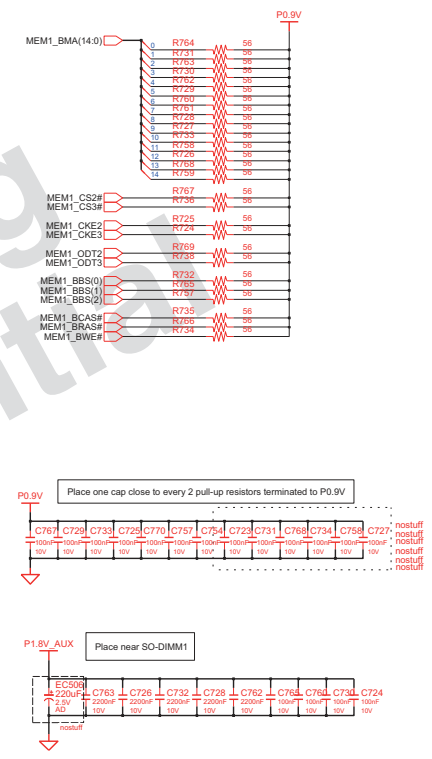 P0.9V
MEM1_BMA(14:0)
0 R764 56
1 R731 56
2 R763 56
3 R730 56
4 R762 56
5 R729 56
6 R760 56
7 R761 56
8 R728 56
9 R727 56
10 R733 56
11 R758 56
12 R726 56
13 R768 56
14 R759 56
MEM1_CS2# R767 56
MEM1_CS3# R736 56
MEM1_CKE2 R725 56
MEM1_CKE3 R724 56
MEM1_ODT2 R769 56
MEM1_ODT3 R738 56
MEM1_BBS(0) R732 56
MEM1_BBS(1) R765 56
MEM1_BBS(2) R757 56
MEM1_BCAS# R735 56
MEM1_BRAS# R766 56
MEM1_BWE# R734 56
P0.9V
Place one cap close to every 2 pull-up resistors terminated to P0.9V
C767 C729 C733 C725 C770 C757 C754 C723 C731 C768 C734 C758 C727
100nF 100nF 100nF 100nF 100nF 100nF 100nF 100nF 100nF 100nF 100nF 100nF 100nF
10V 10V 10V 10V 10V 10V 10V 10V 10V 10V 10V 10V 10V
nostuff
nostuff
nostuff
nostuff
nostuff
nostuff
P1.8V_AUX
Place near SO-DIMM1
EC506
220uF
2.5V
AD
nostuff
C763 C726 C732 C728 C762 C765 C760 C730 C724
2200nF 2200nF 2200nF 2200nF 2200nF 100nF 100nF 100nF 100nF
10V 10V 10V 10V 10V 10V 10V 10V 10V